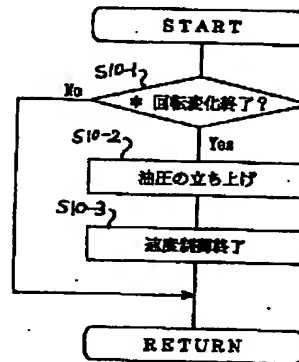 START
S10-1
No
* 回転変化終了?
S10-2
Yes
油圧の立ち上げ
S10-3
速度制御終了
RETURN